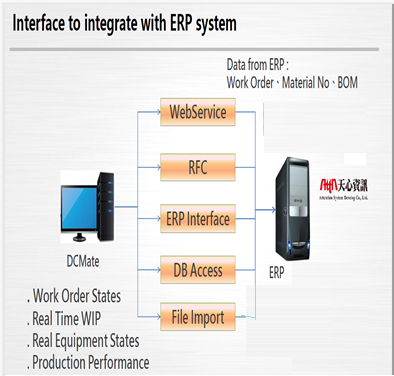 Interface to integrate with ERP system
Data from ERP :
Work Order、Material No、BOM
WebService
RFC
ERP Interface
DB Access
File Import
DCMate
ERP
天心資訊
. Work Order States
. Real Time WIP
. Real Equipment States
. Production Performance